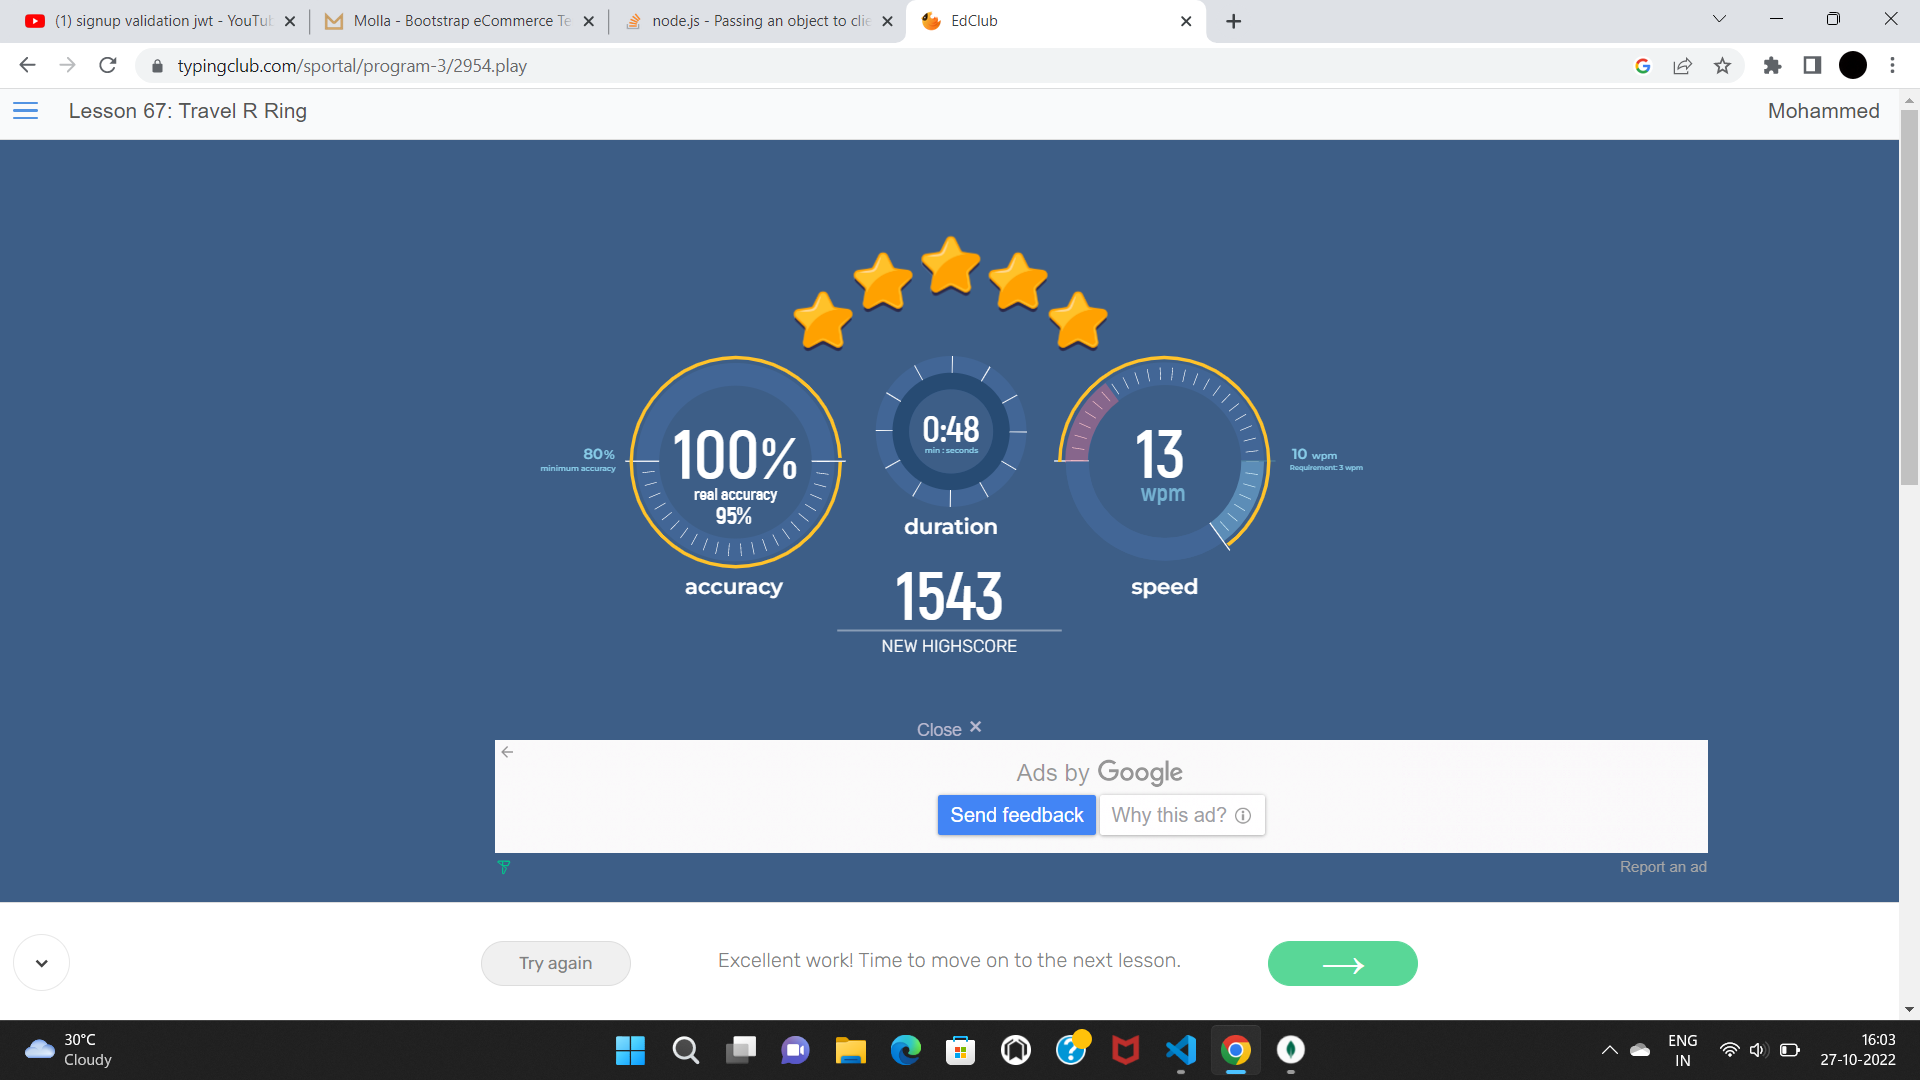 (1) signup validation jwt - YouTu
Molla - Bootstrap eCommerce Te
node.js - Passing an object to clie
EdClub
typingclub.com/sportal/program-3/2954.play
Lesson 67: Travel R Ring
Mohammed
80%
minimum accuracy
100%
real accuracy
95%
accuracy
0:48
min : seconds
duration
13
wpm
speed
10 wpm
Requirement: 3 wpm
1543
NEW HIGHSCORE
Close
Ads by Google
Send feedback
Why this ad?
Report an ad
Try again
Excellent work! Time to move on to the next lesson.
30°C
Cloudy
ENG
IN
16:03
27-10-2022